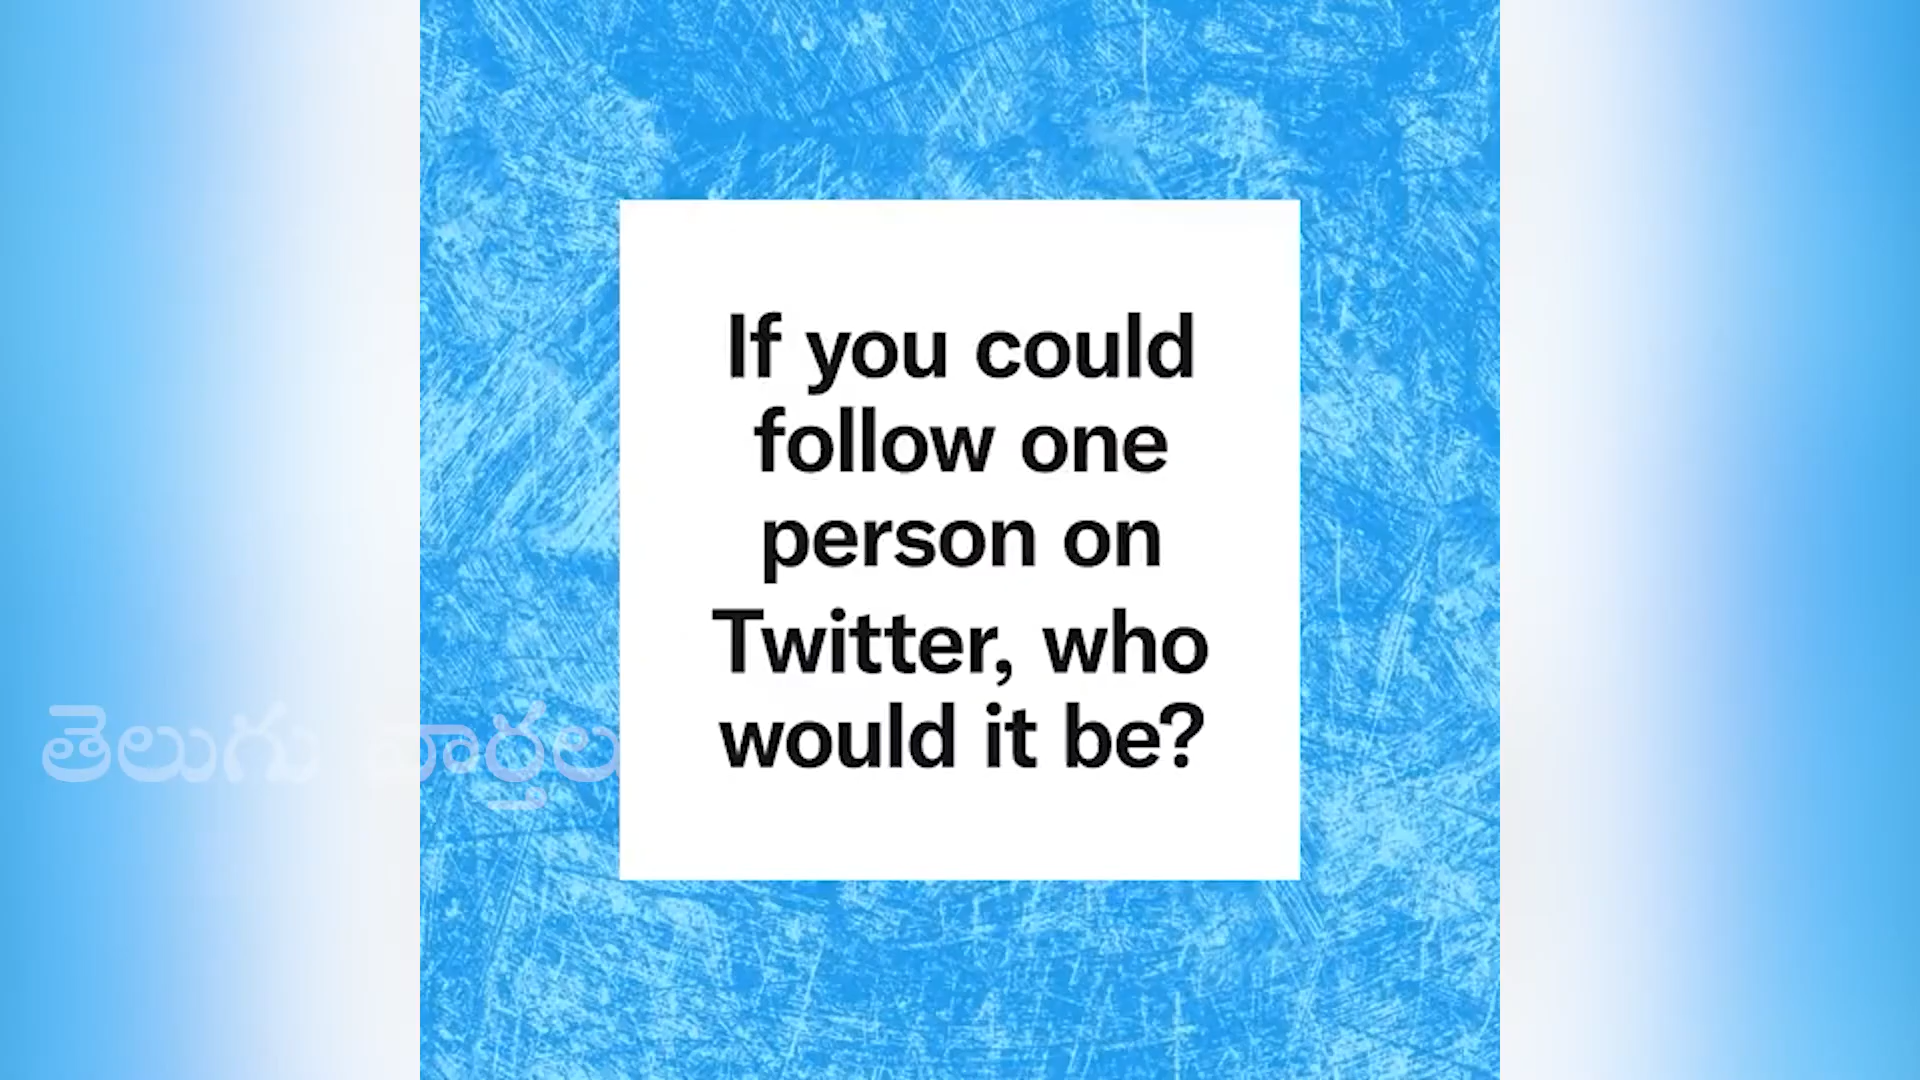 If you could
follow one
person on
Twitter, who
would it be?
తెలుగు వార్తలు